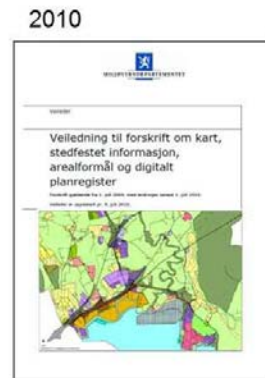 2010
MILJØVERNDEPARTEMENTET
Veileder
Veiledning til forskrift om kart,
stedfestet informasjon,
arealformål og digitalt
planregister